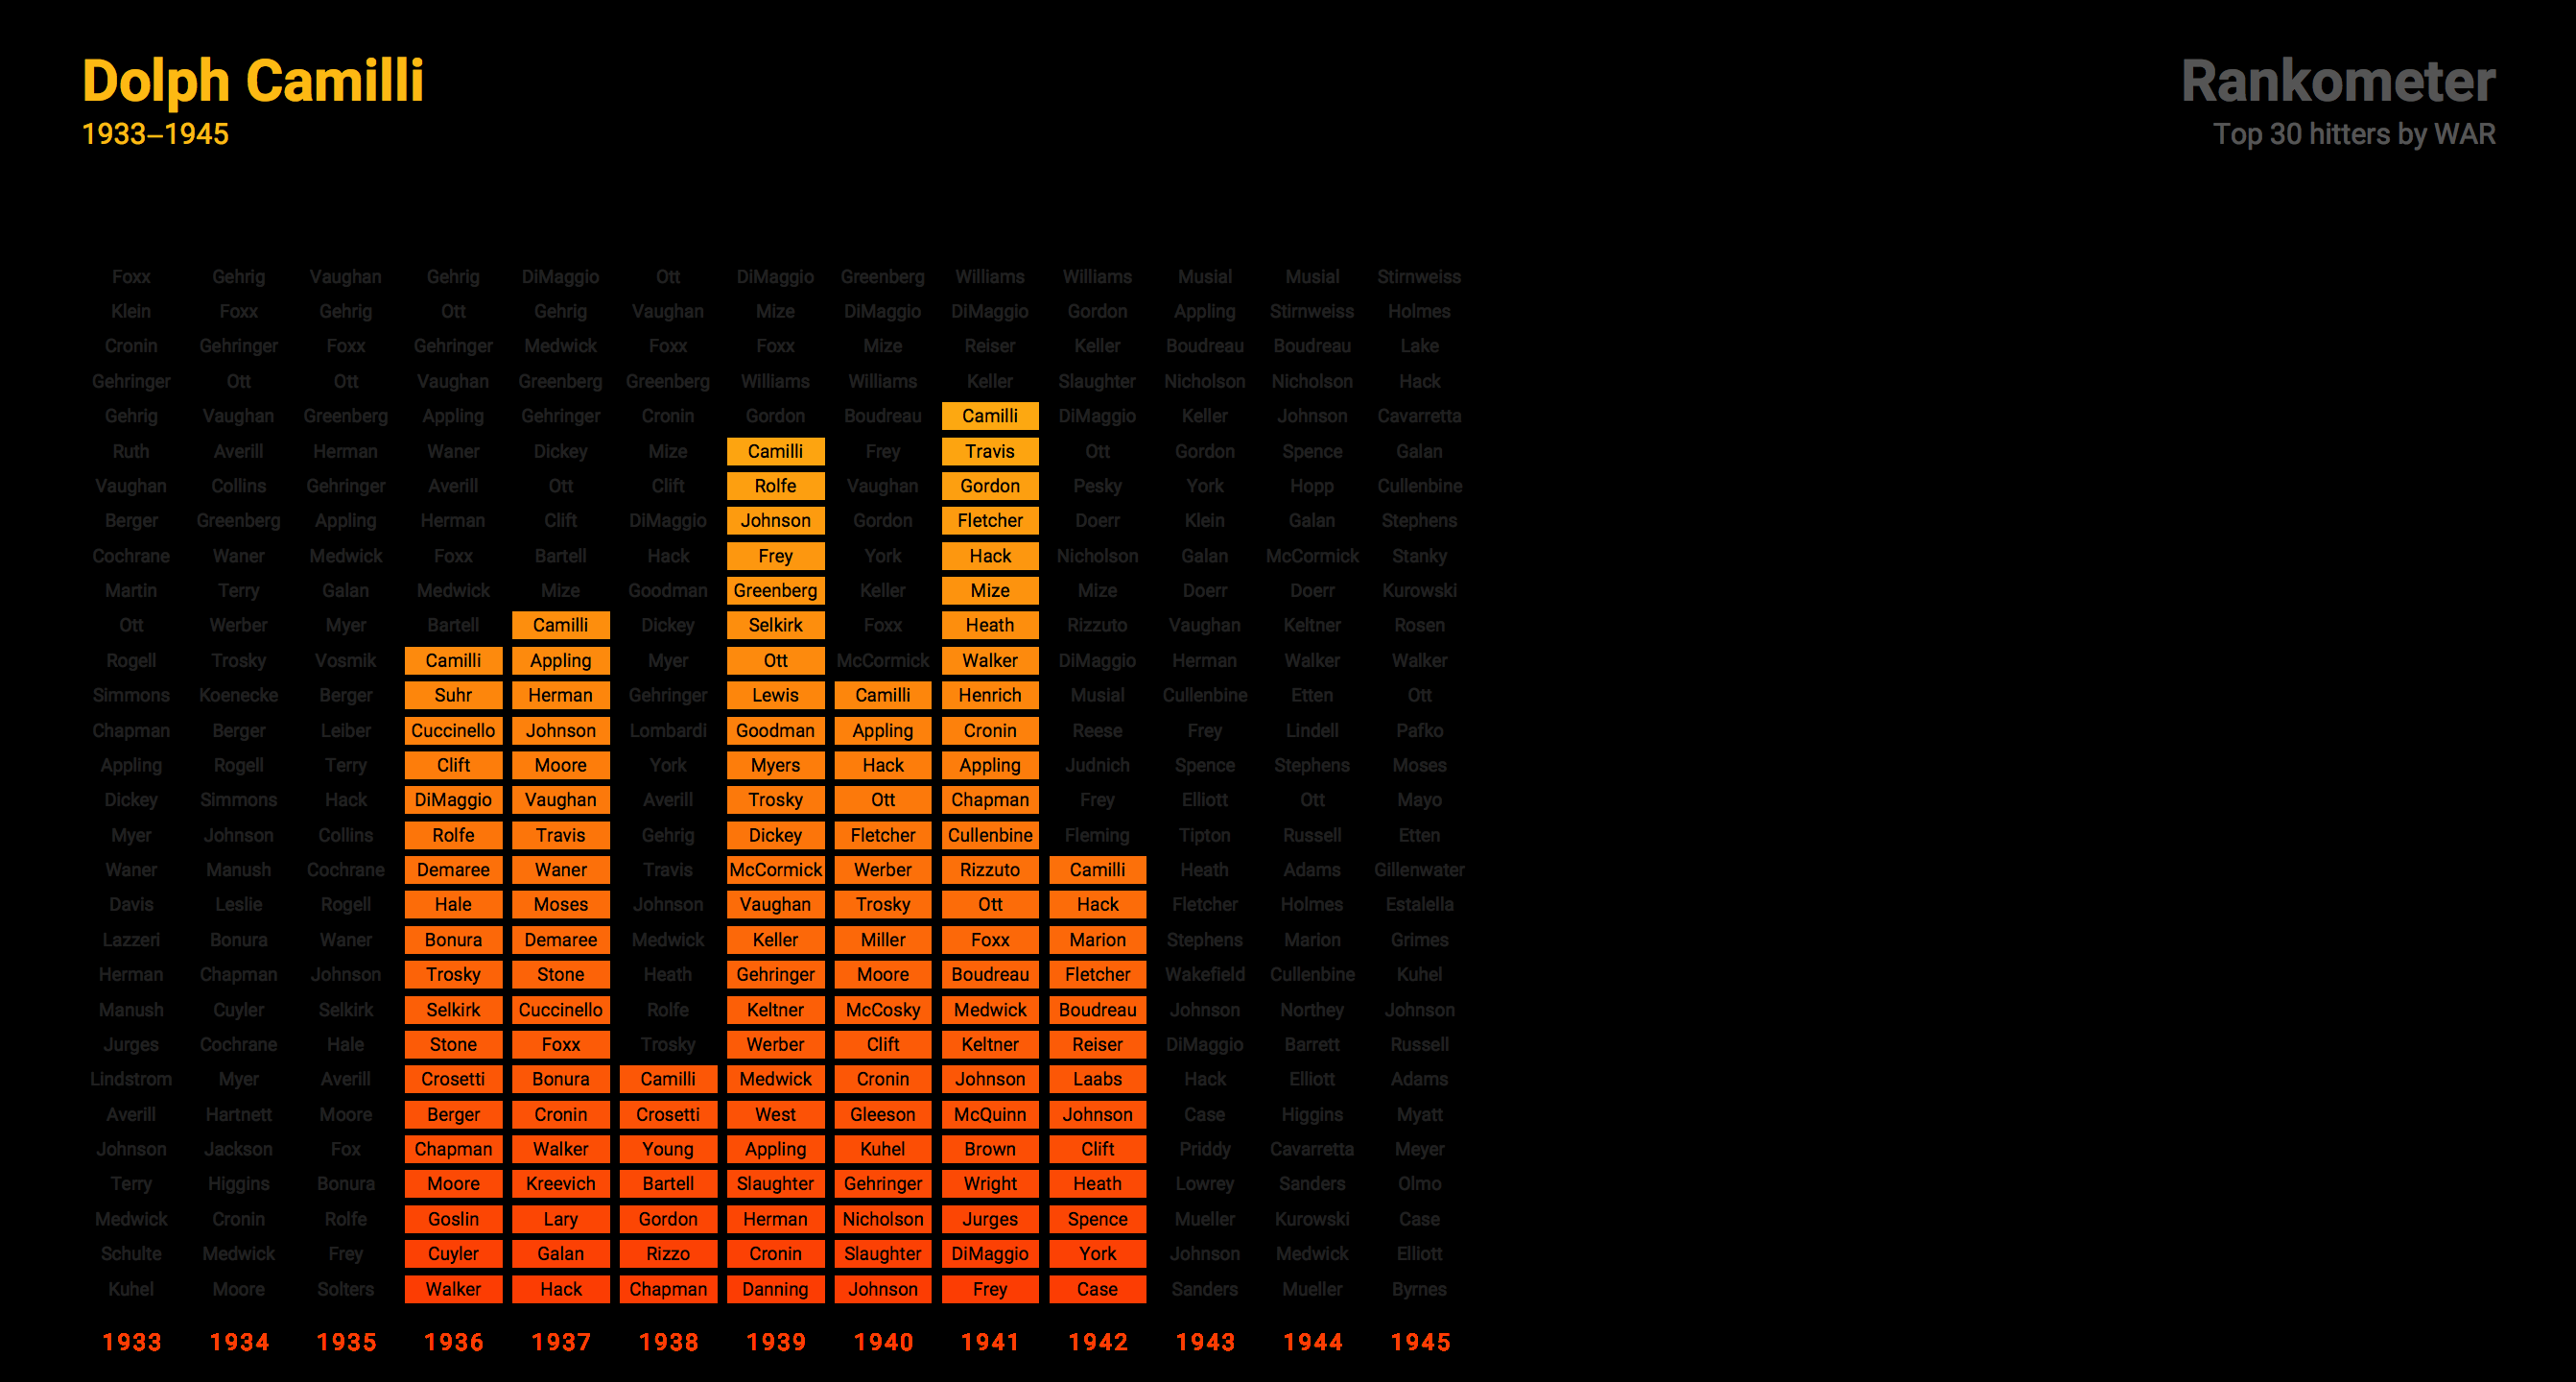 Dolph Camilli
1933–1945
Rankometer
Top 30 hitters by WAR
Foxx Gehrig Vaughan Gehrig DiMaggio Ott DiMaggio Greenberg Williams Williams Musial Musial Stirnweiss
Klein Foxx Gehrig Ott Gehrig Vaughan Mize DiMaggio DiMaggio Gordon Appling Stirnweiss Holmes
Cronin Gehringer Foxx Gehringer Medwick Foxx Foxx Mize Reiser Keller Boudreau Boudreau Lake
Gehringer Ott Ott Vaughan Greenberg Greenberg Williams Williams Keller Slaughter Nicholson Nicholson Hack
Gehrig Vaughan Greenberg Appling Gehringer Cronin Gordon Boudreau Camilli DiMaggio Keller Johnson Cavarretta
Ruth Averill Herman Waner Dickey Mize Camilli Frey Travis Ott Gordon Spence Galan
Vaughan Collins Gehringer Averill Ott Clift Rolfe Vaughan Gordon Pesky York Hopp Cullenbine
Berger Greenberg Appling Herman Clift DiMaggio Johnson Gordon Fletcher Doerr Klein Galan Stephens
Cochrane Waner Medwick Foxx Bartell Hack Frey York Hack Nicholson Galan McCormick Stanky
Martin Terry Galan Medwick Mize Goodman Greenberg Keller Mize Mize Doerr Doerr Kurowski
Ott Werber Myer Bartell Camilli Dickey Selkirk Foxx Heath Rizzuto Vaughan Keltner Rosen
Rogell Trosky Vosmik Camilli Appling Myer Ott McCormick Walker DiMaggio Herman Walker Walker
Simmons Koenecke Berger Suhr Herman Gehringer Lewis Camilli Henrich Musial Cullenbine Etten Ott
Chapman Berger Leiber Cuccinello Johnson Lombardi Goodman Appling Cronin Reese Frey Lindell Pafko
Appling Rogell Terry Clift Moore York Myers Hack Appling Judnich Spence Stephens Moses
Dickey Simmons Hack DiMaggio Vaughan Averill Trosky Ott Chapman Frey Elliott Ott Mayo
Myer Johnson Collins Rolfe Travis Gehrig Dickey Fletcher Cullenbine Fleming Tipton Russell Etten
Waner Manush Cochrane Demaree Waner Travis McCormick Werber Rizzuto Camilli Heath Adams Gillenwater
Davis Leslie Rogell Hale Moses Johnson Vaughan Trosky Ott Hack Fletcher Holmes Estalella
Lazzeri Bonura Waner Bonura Demaree Medwick Keller Miller Foxx Marion Stephens Marion Grimes
Herman Chapman Johnson Trosky Stone Heath Gehringer Moore Boudreau Fletcher Wakefield Cullenbine Kuhel
Manush Cuyler Selkirk Selkirk Cuccinello Rolfe Keltner McCosky Medwick Boudreau Johnson Northey Johnson
Jurges Cochrane Hale Stone Foxx Trosky Werber Clift Keltner Reiser DiMaggio Barrett Russell
Lindstrom Myer Averill Crosetti Bonura Camilli Medwick Cronin Johnson Laabs Hack Elliott Adams
Averill Hartnett Moore Berger Cronin Crosetti West Gleeson McQuinn Johnson Case Higgins Myatt
Johnson Jackson Fox Chapman Walker Young Appling Kuhel Brown Clift Priddy Cavarretta Meyer
Terry Higgins Bonura Moore Kreevich Bartell Slaughter Gehringer Wright Heath Lowrey Sanders Olmo
Medwick Cronin Rolfe Goslin Lary Gordon Herman Nicholson Jurges Spence Mueller Kurowski Case
Schulte Medwick Frey Cuyler Galan Rizzo Cronin Slaughter DiMaggio York Johnson Medwick Elliott
Kuhel Moore Solters Walker Hack Chapman Danning Johnson Frey Case Sanders Mueller Byrnes
1933 1934 1935 1936 1937 1938 1939 1940 1941 1942 1943 1944 1945